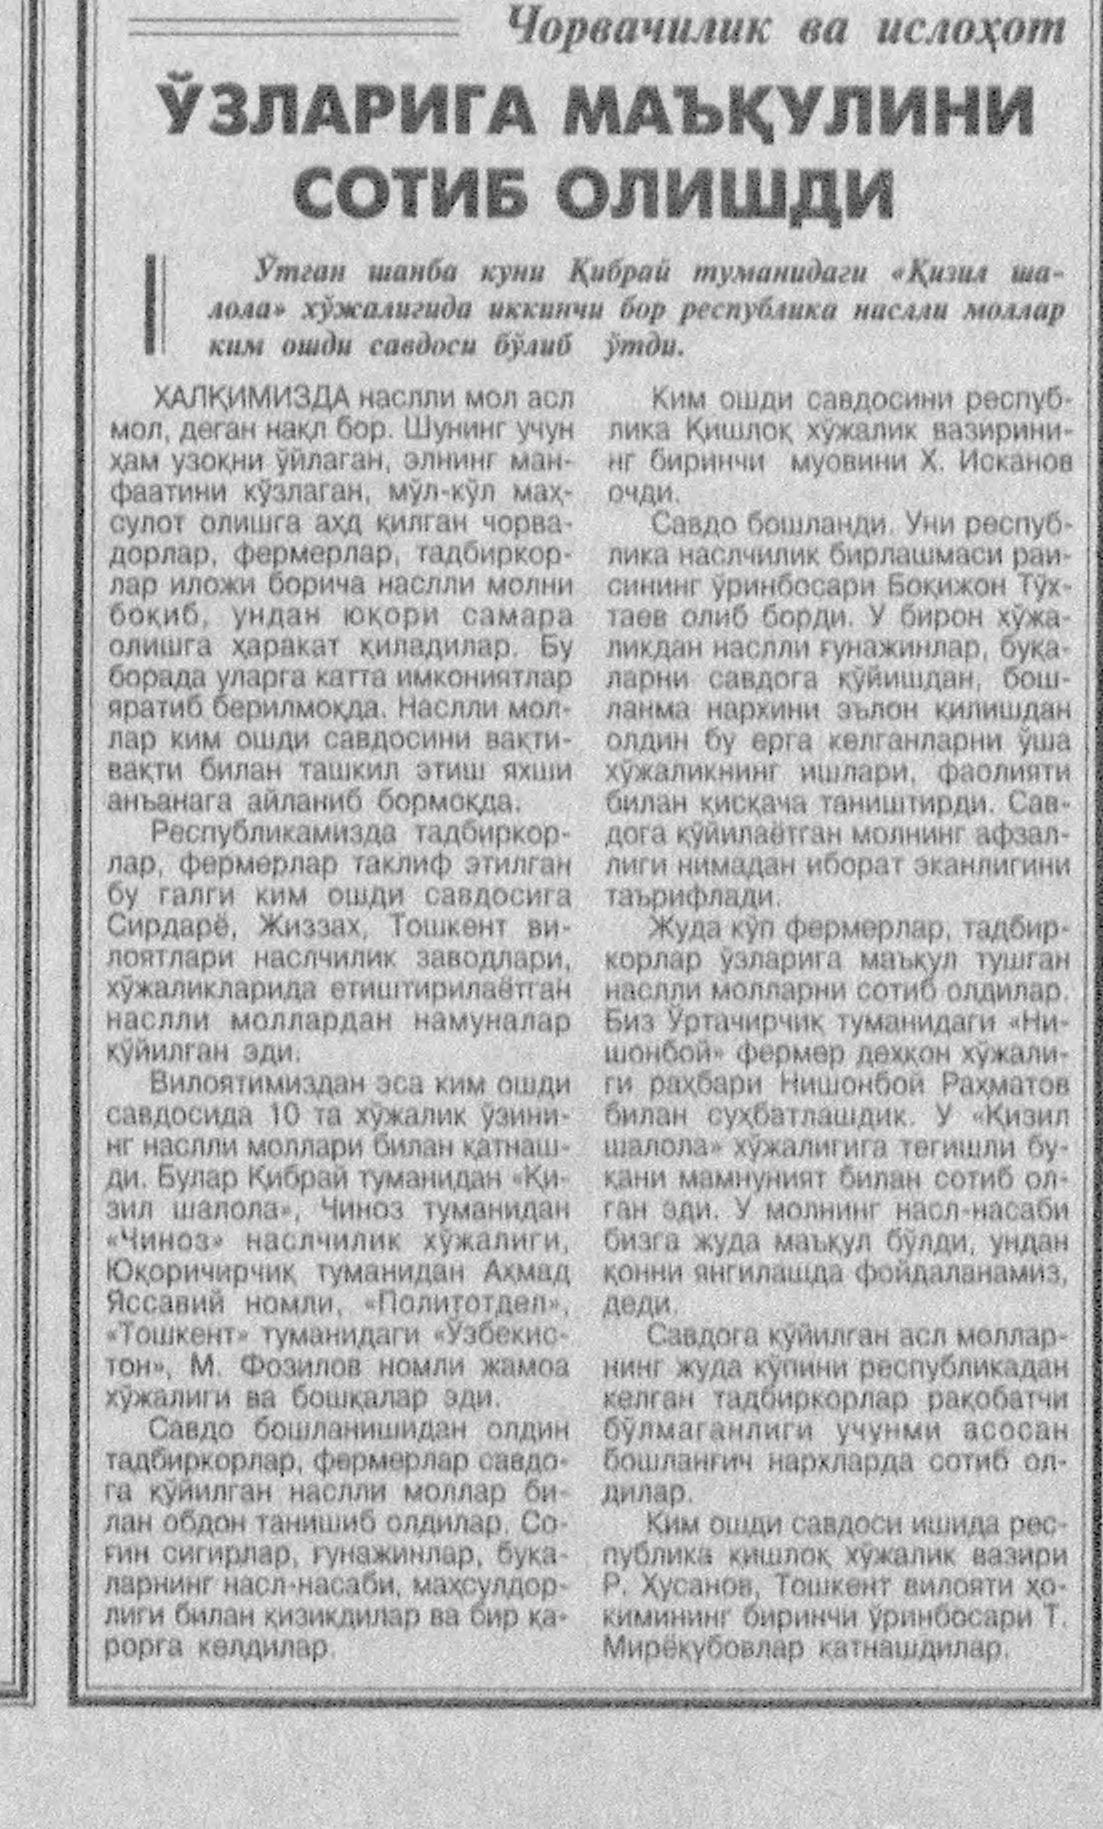 Чорвачилик ва ислоҳот
ЎЗЛАРИГА МАЪҚУЛИНИ
СОТИБ ОЛИШДИ
Ўтган шанба куни Қибрай туманидаги «Қизил ша-
лола» хўжалигида иккинчи бор республика наслли моллар
ким ошди савдоси бўлиб ўтди.
ХАЛҚИМИЗДА наслли мол асл
мол, деган нақл бор. Шунинг учун
ҳам узоқни ўйлаган, элнинг ман-
фаатини кўзлаган, мўл-кўл маҳ-
сулот олишга аҳд қилган чорва-
дорлар, фермерлар, тадбиркор-
лар иложи борича наслли молни
боқиб, ундан юқори самара
олишга ҳаракат қиладилар. Бу
борада уларга катта имкониятлар
яратиб берилмоқда. Наслли мол-
лар ким ошди савдосини вақти-
вақти билан ташкил этиш яхши
анъанага айланиб бормоқда.
Республикамизда тадбиркор-
лар, фермерлар таклиф этилган
бу галги ким ошди савдосига
Сирдарё, Жиззах, Тошкент ви-
лоятлари наслчилик заводлари,
хўжаликларида етиштирилаётган
наслли моллардан намуналар
қўйилган эди.
Вилоятимиздан эса ким ошди
савдосида 10 та хўжалик ўзини-
нг наслли моллари билан қатнаш-
ди. Булар Қибрай туманидан «Қи-
зил шалола», Чиноз туманидан
«Чиноз» наслчилик хўжалиги,
Юқоричирчиқ туманидан Аҳмад
Яссавий номли, «Политотдел»,
«Тошкент» туманидаги «Ўзбекис-
тон», М. Фозилов номли жамоа
хўжалиги ва бошқалар эди.
Савдо бошланишидан олдин
тадбиркорлар, фермерлар савдо-
га қўйилган наслли моллар би-
лан обдон танишиб олдилар. Со-
ғин сигирлар, ғунажинлар, буқа-
ларнинг насл-насаби, маҳсулдор-
лиги билан қизиқдилар ва бир қа-
рорга келдилар.
Ким ошди савдосини респуб-
лика Қишлоқ хўжалик вазирини-
нг биринчи муовини Х. Исканов
очди.
Савдо бошланди. Уни респуб-
лика наслчилик бирлашмаси раи-
сининг ўринбосари Боқижон Тўх-
таев олиб борди. У бирон хўжа-
ликдан наслли ғунажинлар, буқа-
ларни савдога қўйишдан, бош-
ланма нархини эълон қилишдан
олдин бу ерга келганларни ўша
хўжаликнинг ишлари, фаолияти
билан қисқача таништирди. Сав-
дога қўйилаётган молнинг афзал-
лиги нимадан иборат эканлигини
таърифлади.
Жуда кўп фермерлар, тадбир-
корлар ўзларига маъқул тушган
наслли молларни сотиб олдилар.
Биз Ўртачирчиқ туманидаги «Ни-
шонбой» фермер деҳқон хўжали-
ги раҳбари Нишонбой Раҳматов
билан суҳбатлашдик. У «Қизил
шалола» хўжалигига тегишли бу-
қани мамнуният билан сотиб ол-
ган эди. У молнинг насл-насаби
бизга жуда маъқул бўлди, ундан
қонни янгилашда фойдаланамиз,
деди.
Савдога қўйилган асл моллар-
нинг жуда кўпини республикадан
келган тадбиркорлар рақобатчи
бўлмаганлиги учунми асосан
бошланғич нархларда сотиб ол-
дилар.
Ким ошди савдоси ишида рес-
публика қишлоқ хўжалик вазири
Р. Ҳусанов, Тошкент вилояти ҳо-
кимининг биринчи ўринбосари Т.
Мирёқубовлар қатнашдилар.